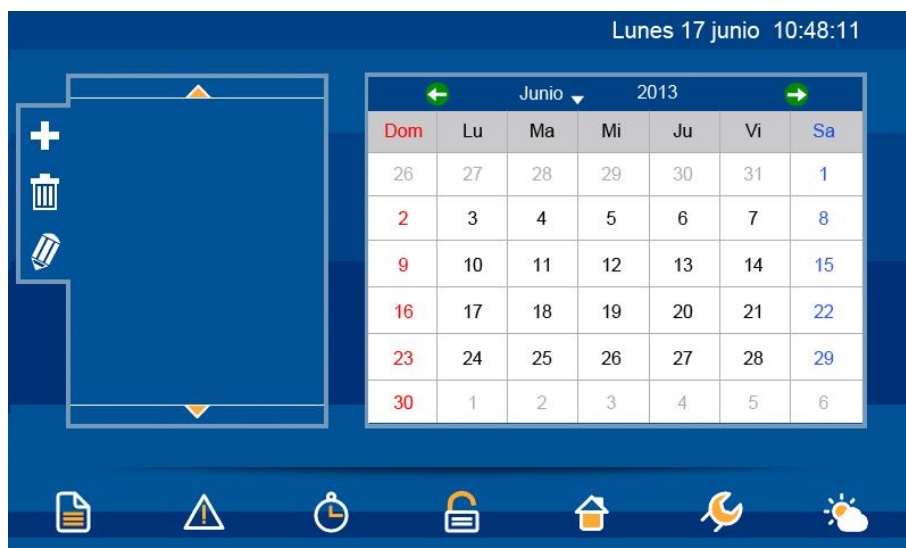 Lunes 17 junio 10:48:11
Junio 2013
Dom Lu Ma Mi Ju Vi Sa
26 27 28 29 30 31 1
2 3 4 5 6 7 8
9 10 11 12 13 14 15
16 17 18 19 20 21 22
23 24 25 26 27 28 29
30 1 2 3 4 5 6